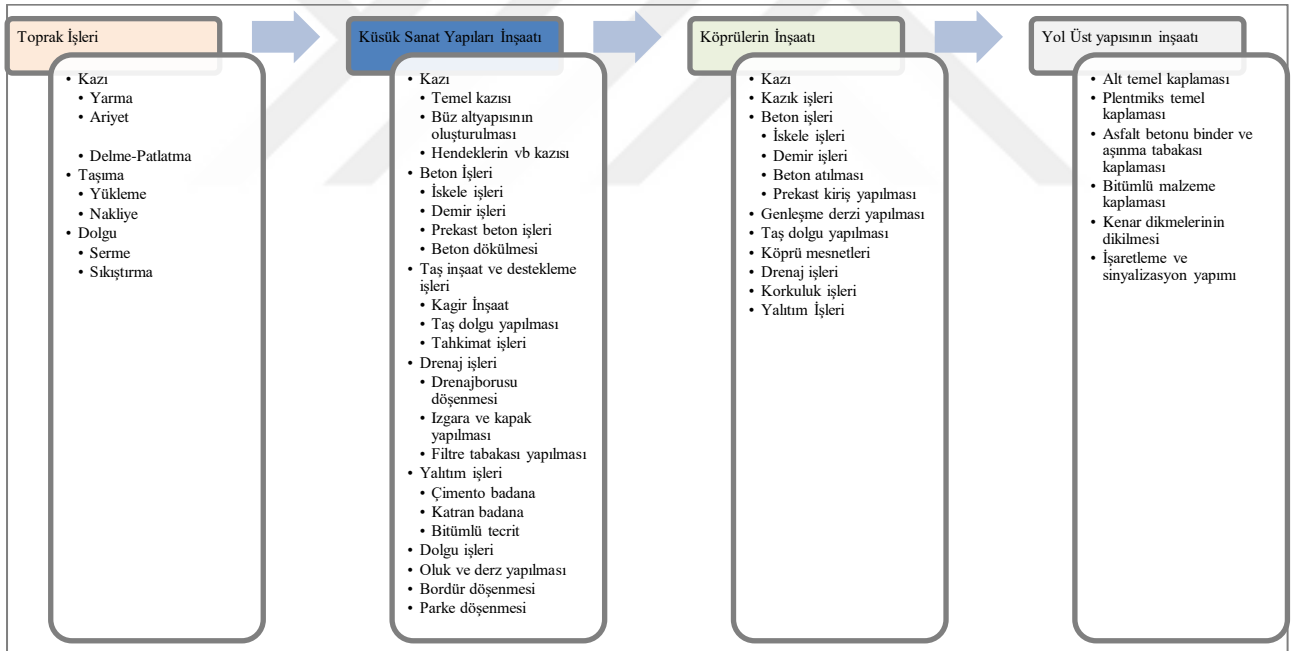 Toprak İşleri
• Kazı
• Yarma
• Ariyet
• Delme-Patlatma
• Taşıma
• Yükleme
• Nakliye
• Dolgu
• Serme
• Sıkıştırma
Küsük Sanat Yapıları İnşaatı
• Kazı
• Temel kazısı
• Büz altyapısının
oluşturulması
• Hendeklerin vb kazısı
• Beton İşleri
• İskele işleri
• Demir işleri
• Prekast beton işleri
• Beton dökülmesi
• Taş inşaat ve destekleme
işleri
• Kagir İnşaat
• Taş dolgu yapılması
• Tahkimat işleri
• Drenaj işleri
• Drenajborusu
döşenmesi
• Izgara ve kapak
yapılması
• Filtre tabakası yapılması
• Yalıtım işleri
• Çimento badana
• Katran badana
• Bitümlü tecrit
• Dolgu işleri
• Oluk ve derz yapılması
• Bordür döşenmesi
• Parke döşenmesi
Köprülerin İnşaatı
• Kazı
• Kazık işleri
• Beton işleri
• İskele işleri
• Demir işleri
• Beton atılması
• Prekast kiriş yapılması
• Genleşme derzi yapılması
• Taş dolgu yapılması
• Köprü mesnetleri
• Drenaj işleri
• Korkuluk işleri
• Yalıtım İşleri
Yol Üst yapısının inşaatı
• Alt temel kaplaması
• Plentmiks temel
kaplaması
• Asfalt betonu binder ve
aşınma tabakası
kaplaması
• Bitümlü malzeme
kaplaması
• Kenar dikmelerinin
dikilmesi
• İşaretleme ve
sinyalizasyon yapımı